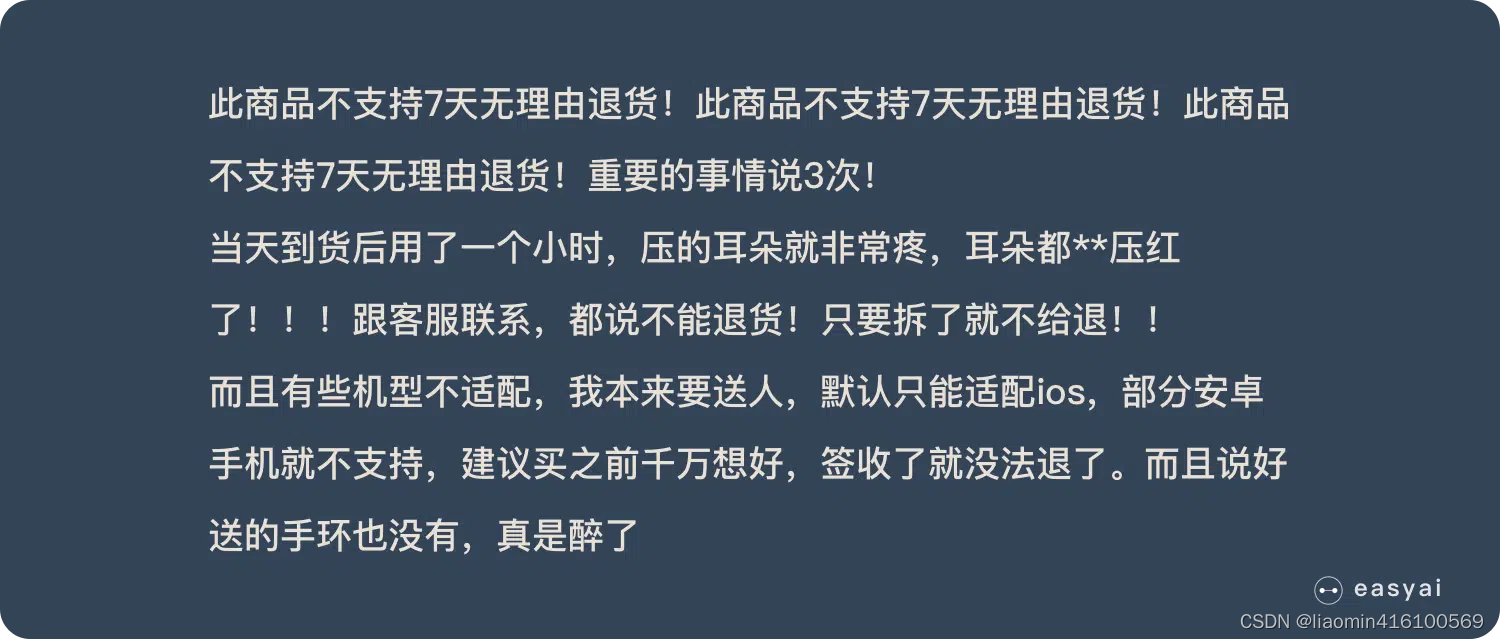 此商品不支持7天无理由退货！此商品不支持7天无理由退货！此商品
不支持7天无理由退货！重要的事情说3次！
当天到货后用了一个小时，压的耳朵就非常疼，耳朵都**压红
了！！！跟客服联系，都说不能退货！只要拆了就不给退！！
而且有些机型不适配，我本来要送人，默认只能适配ios，部分安卓
手机就不支持，建议买之前千万想好，签收了就没法退了。而且说好
送的手环也没有，真是醉了
easyai
CSDN @liaomin416100569